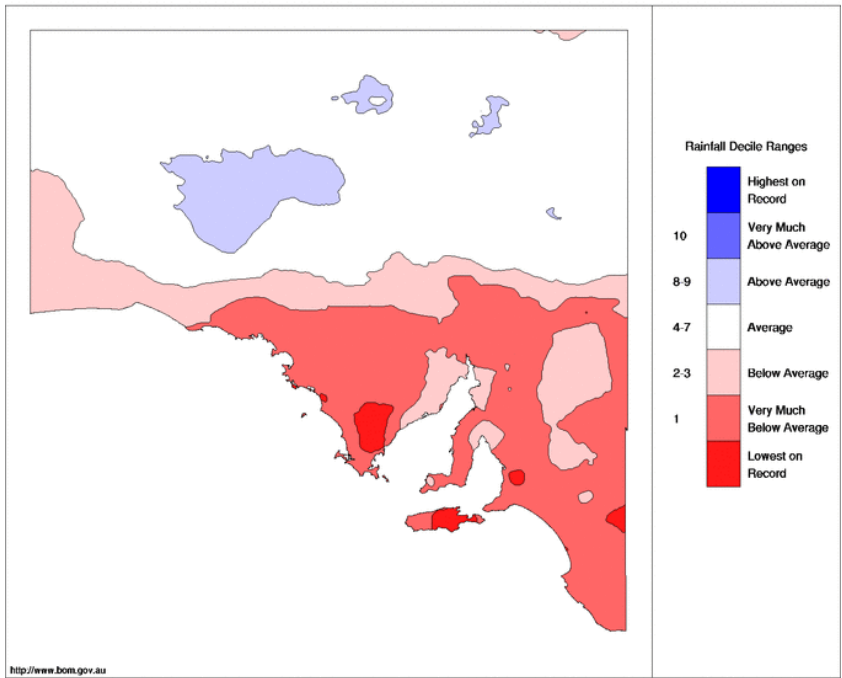 Rainfall Decile Ranges
Highest on
Record
10
Very Much
Above Average
8-9
Above Average
4-7
Average
2-3
Below Average
1
Very Much
Below Average
Lowest on
Record
http://www.bom.gov.au